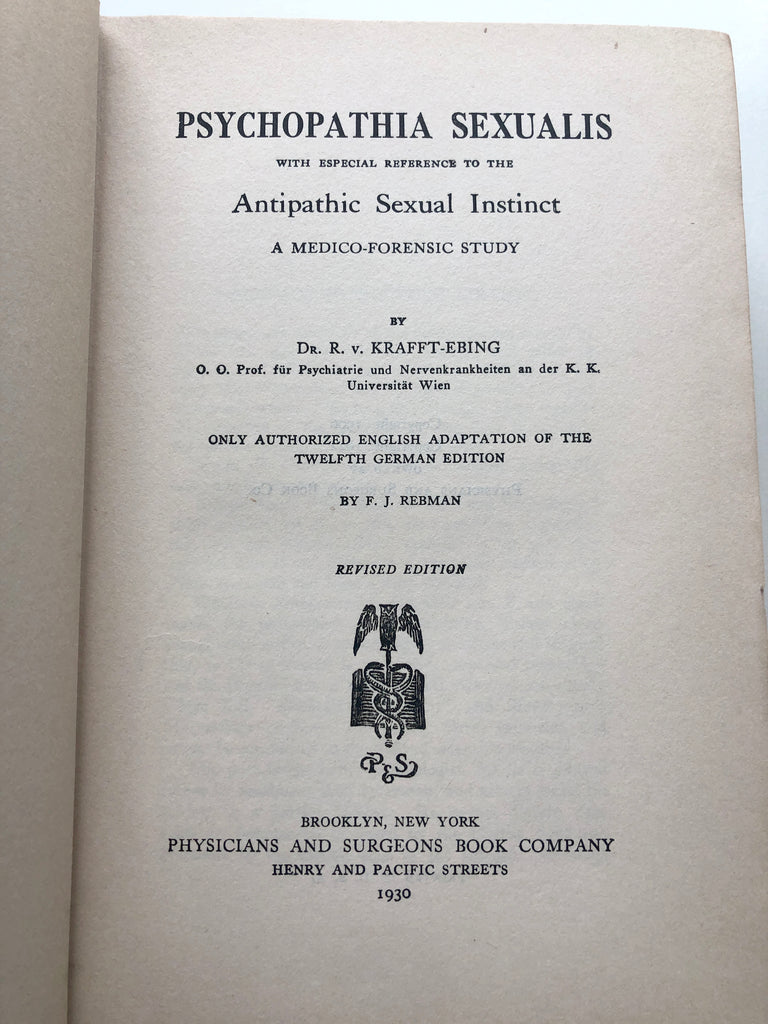 PSYCHOPATHIA SEXUALIS
WITH ESPECIAL REFERENCE TO THE
Antipathic Sexual Instinct
A MEDICO-FORENSIC STUDY
BY
DR. R. v. KRAFFT-EBING
O. O. Prof. für Psychiatrie und Nervenkrankheiten an der K. K.
Universität Wien
ONLY AUTHORIZED ENGLISH ADAPTATION OF THE
TWELFTH GERMAN EDITION
BY F. J. REBMAN
REVISED EDITION
P & S
BROOKLYN, NEW YORK
PHYSICIANS AND SURGEONS BOOK COMPANY
HENRY AND PACIFIC STREETS
1930